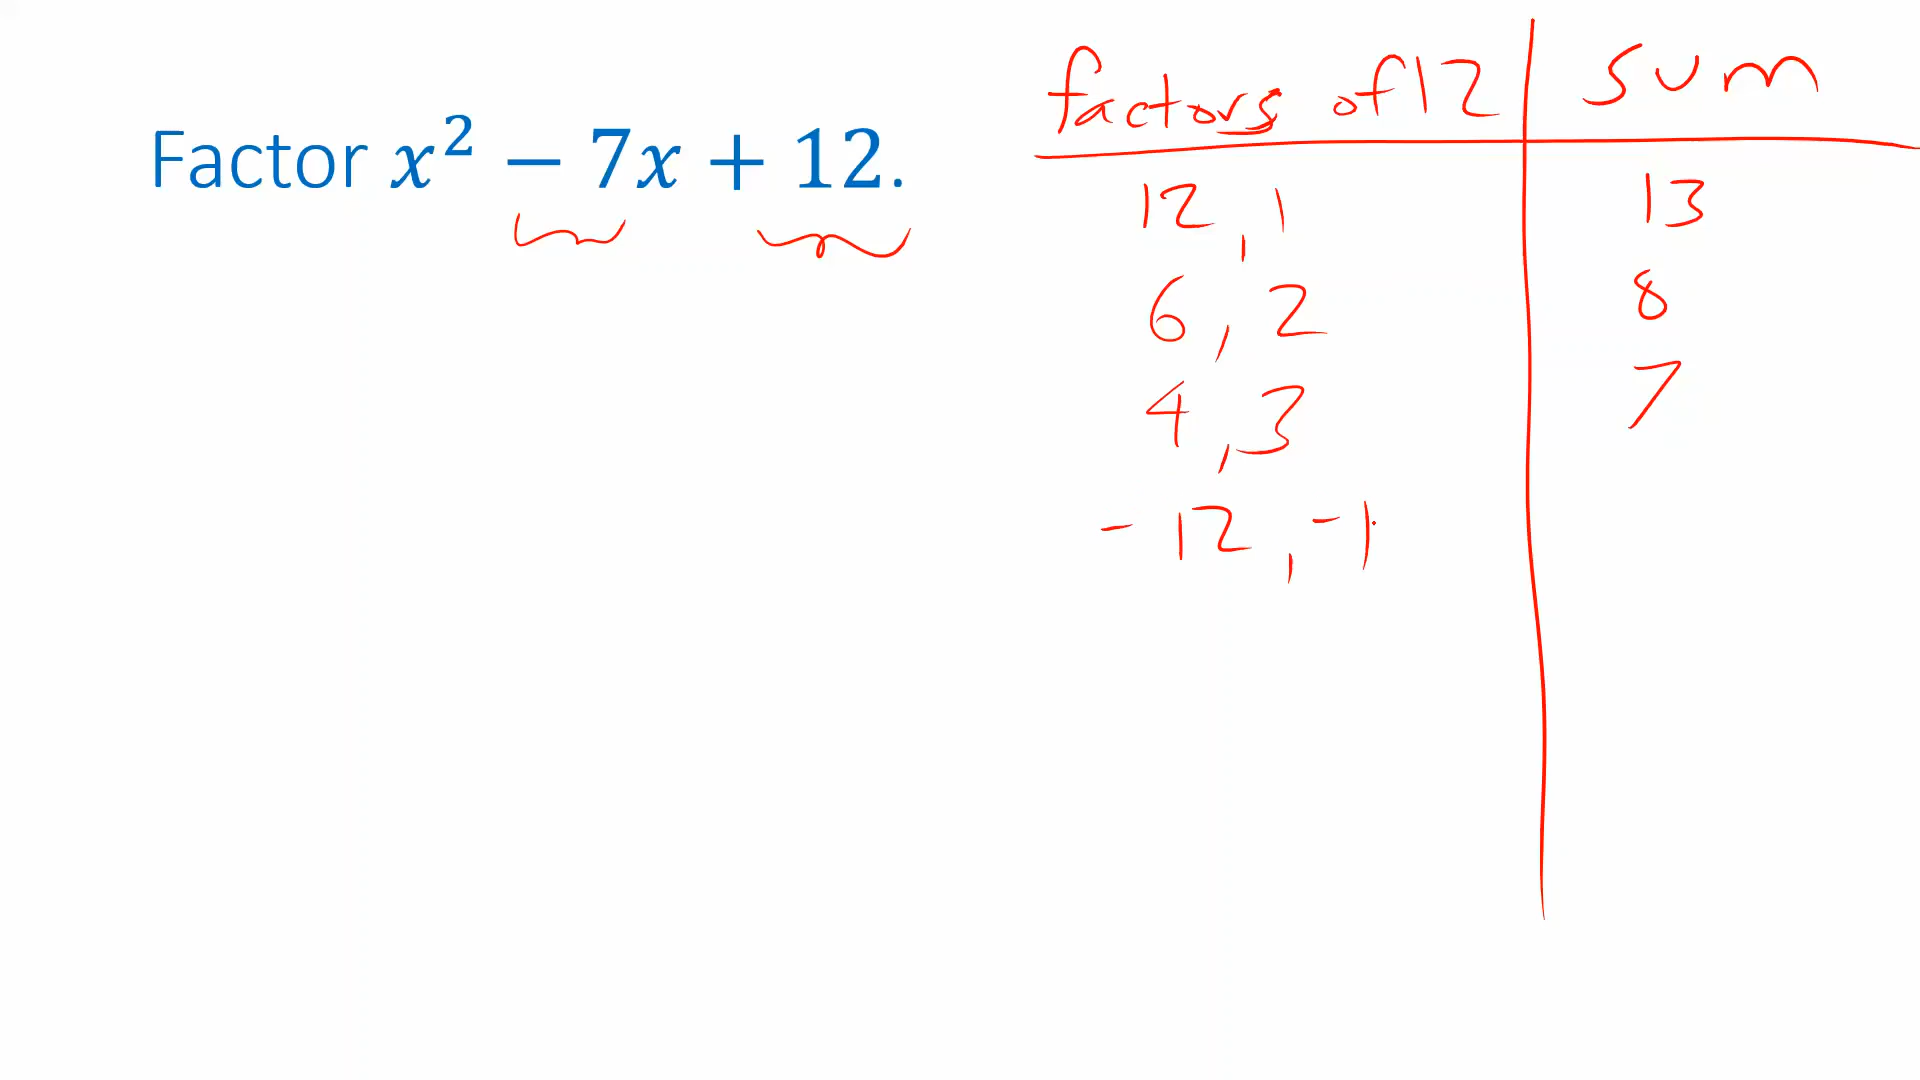 Factor x² − 7x + 12.
factors of 12 sum
12, 1 13
6, 2 8
4, 3 7
-12, -1